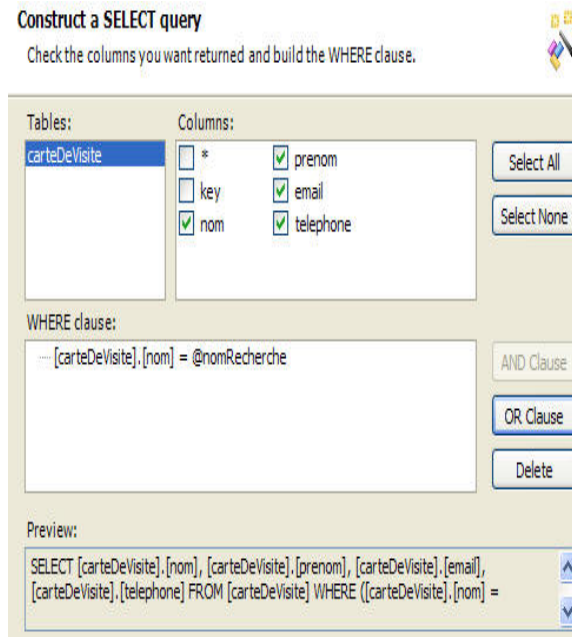 Construct a SELECT query
Check the columns you want returned and build the WHERE clause.
Tables:
Columns:
carteDeVisite
*
prenom
key
email
nom
telephone
Select All
Select None
WHERE clause:
[carteDeVisite].[nom] = @nomRecherche
AND Clause
OR Clause
Delete
Preview:
SELECT [carteDeVisite].[nom], [carteDeVisite].[prenom], [carteDeVisite].[email],
[carteDeVisite].[telephone] FROM [carteDeVisite] WHERE ([carteDeVisite].[nom] =